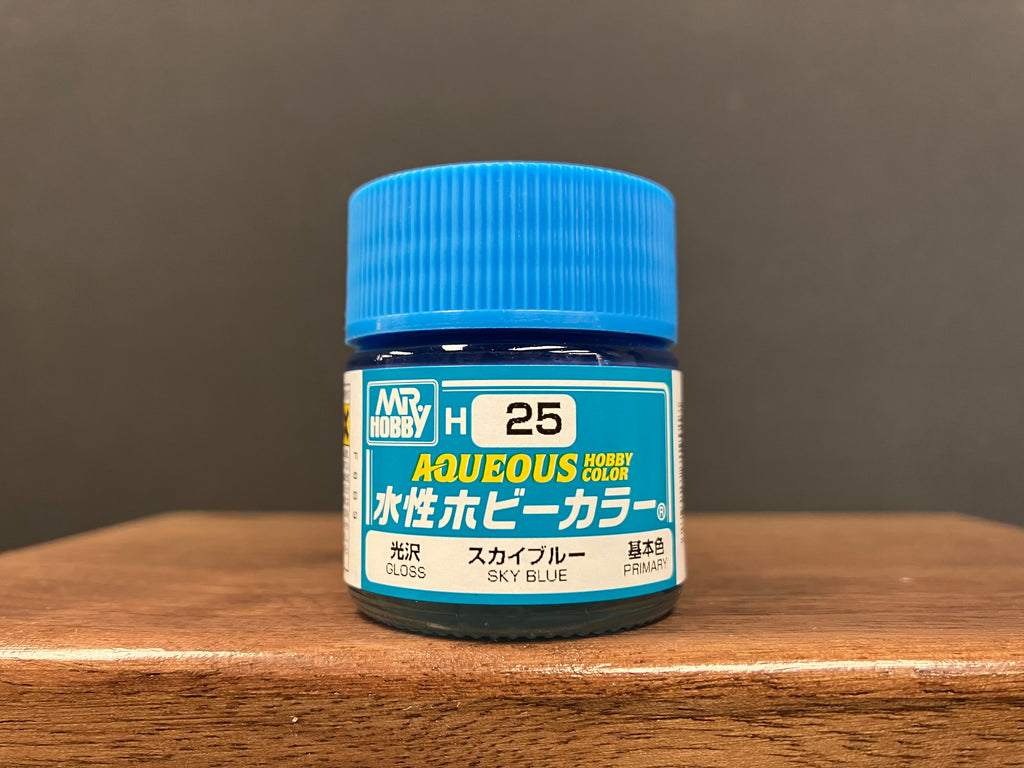 MR HOBBY
H 25
AQUEOUS HOBBY COLOR
水性ホビーカラー®
光沢 スカイブルー 基本色
GLOSS SKY BLUE PRIMARY